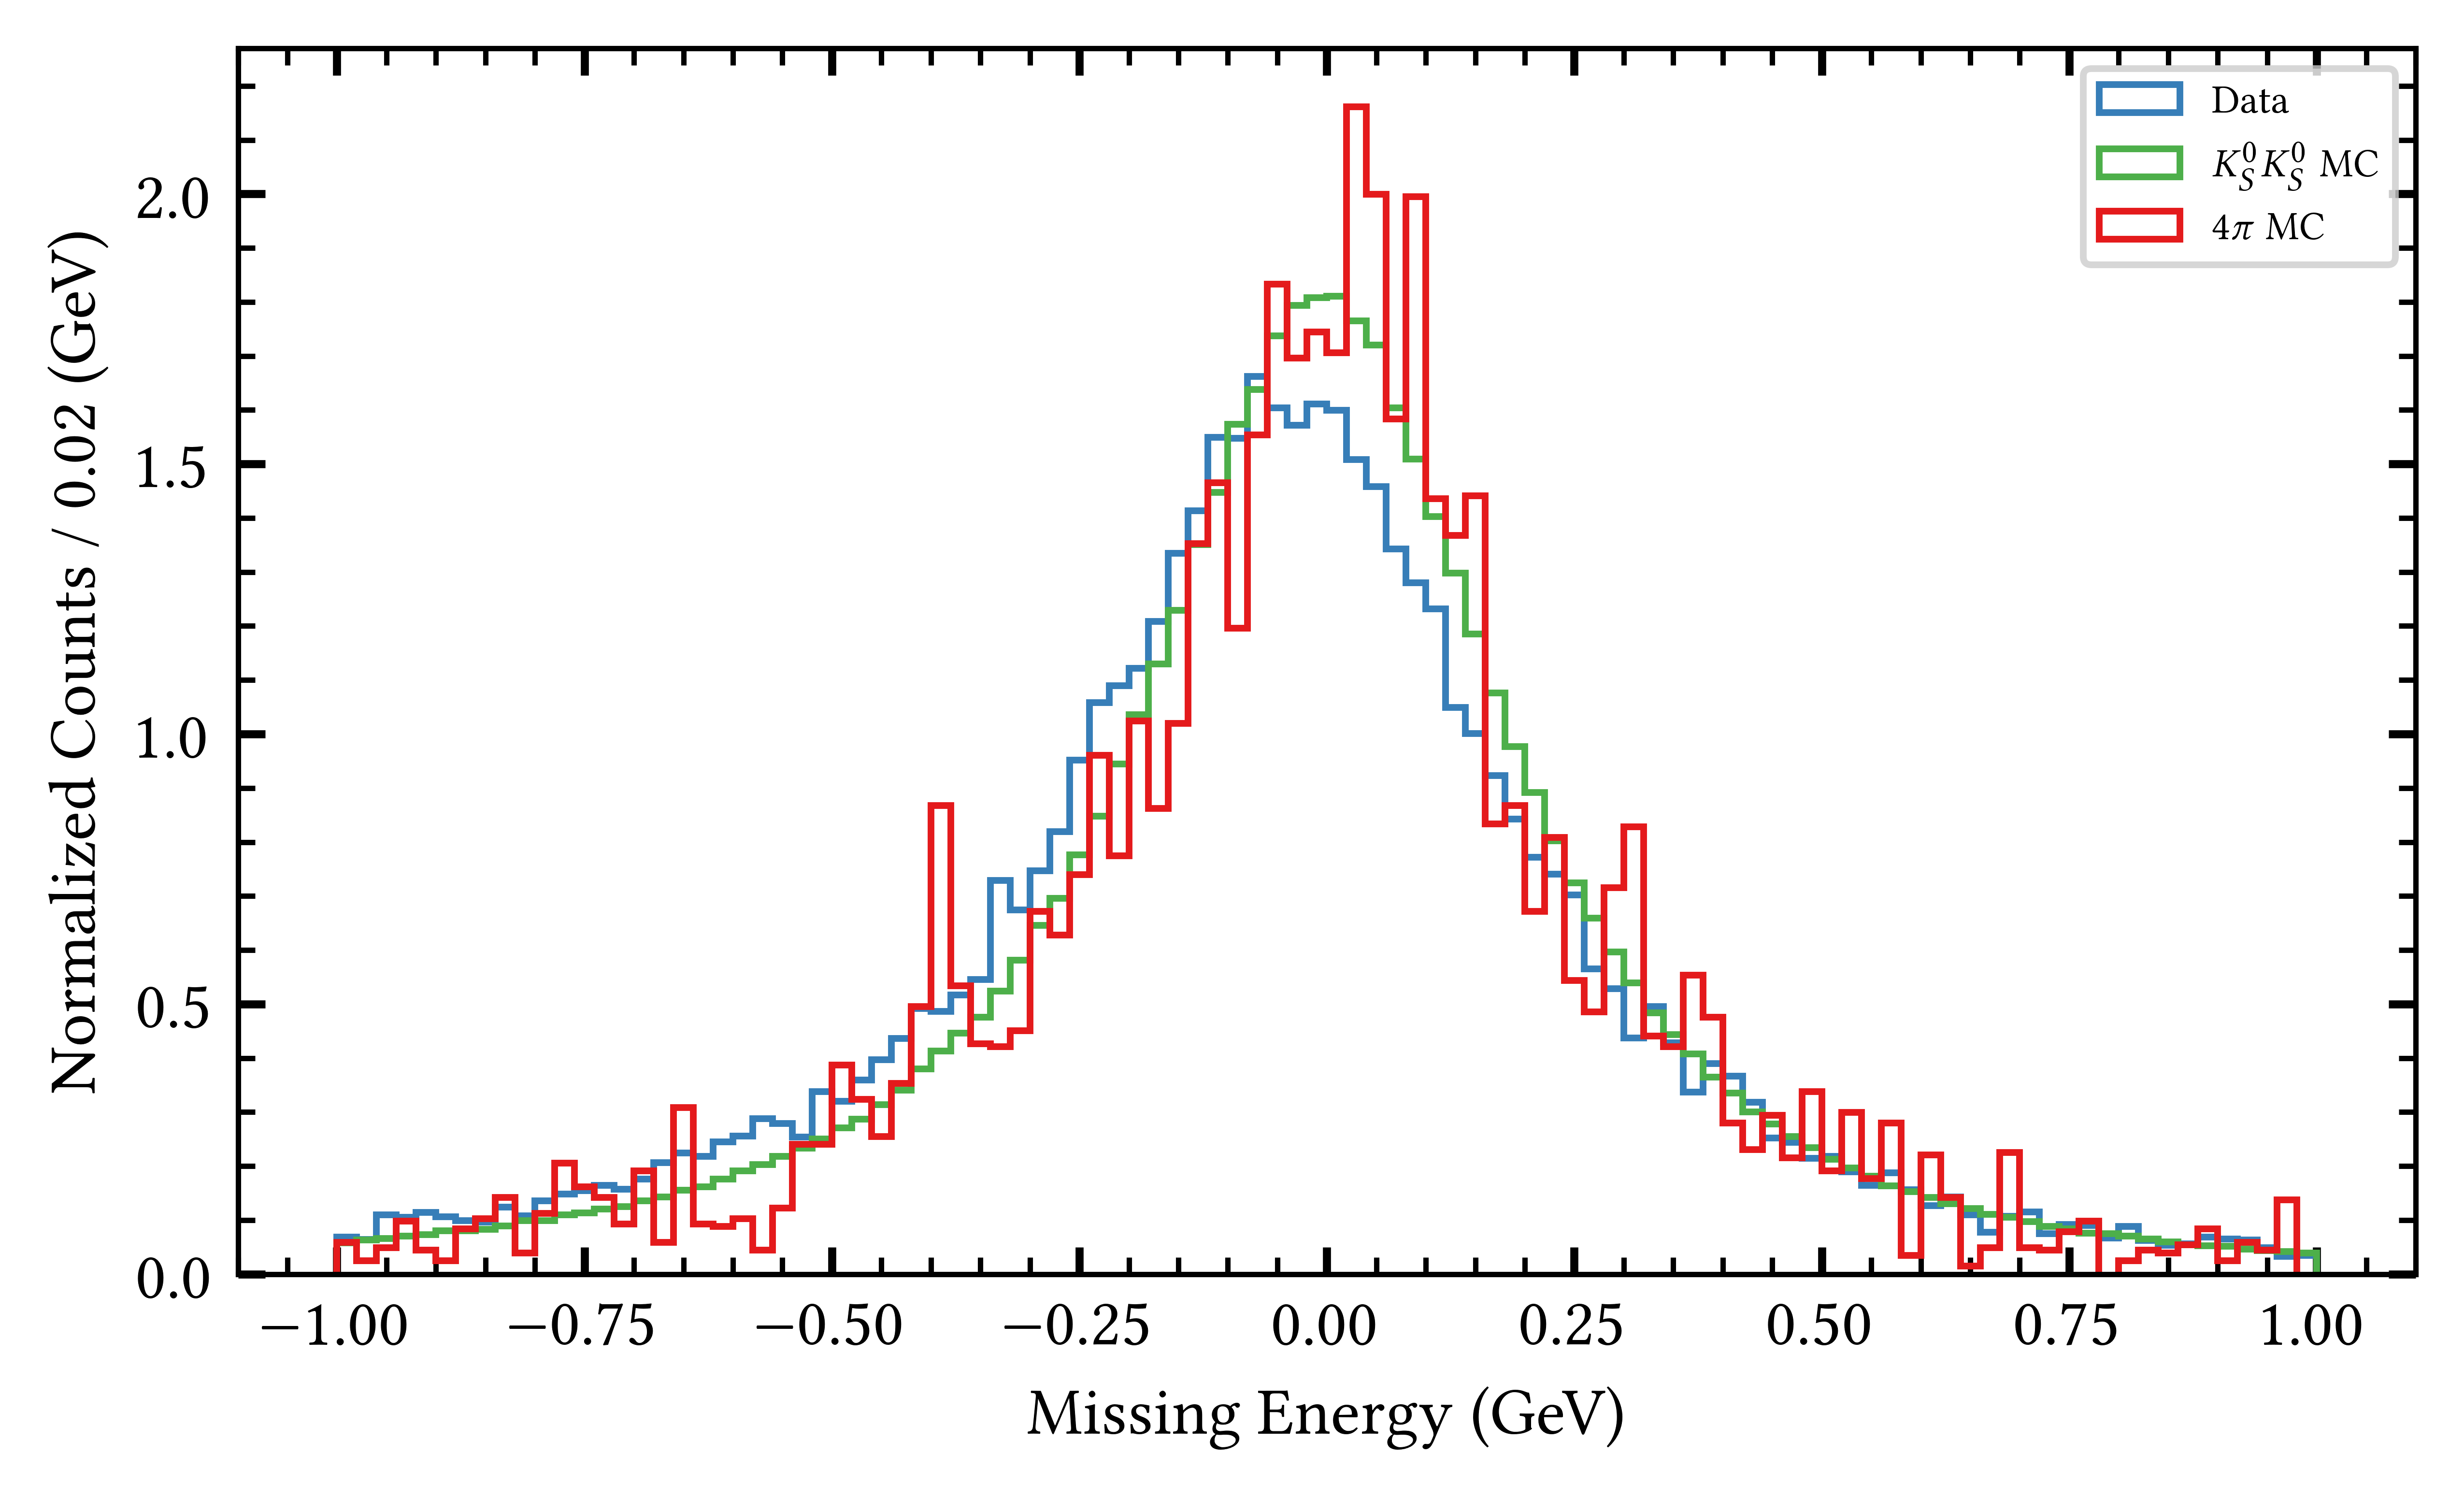 Normalized Counts / 0.02 (GeV)
2.0
1.5
1.0
0.5
0.0
Data
K_S^0 K_S^0 MC
4π MC
−1.00 −0.75 −0.50 −0.25 0.00 0.25 0.50 0.75 1.00
Missing Energy (GeV)